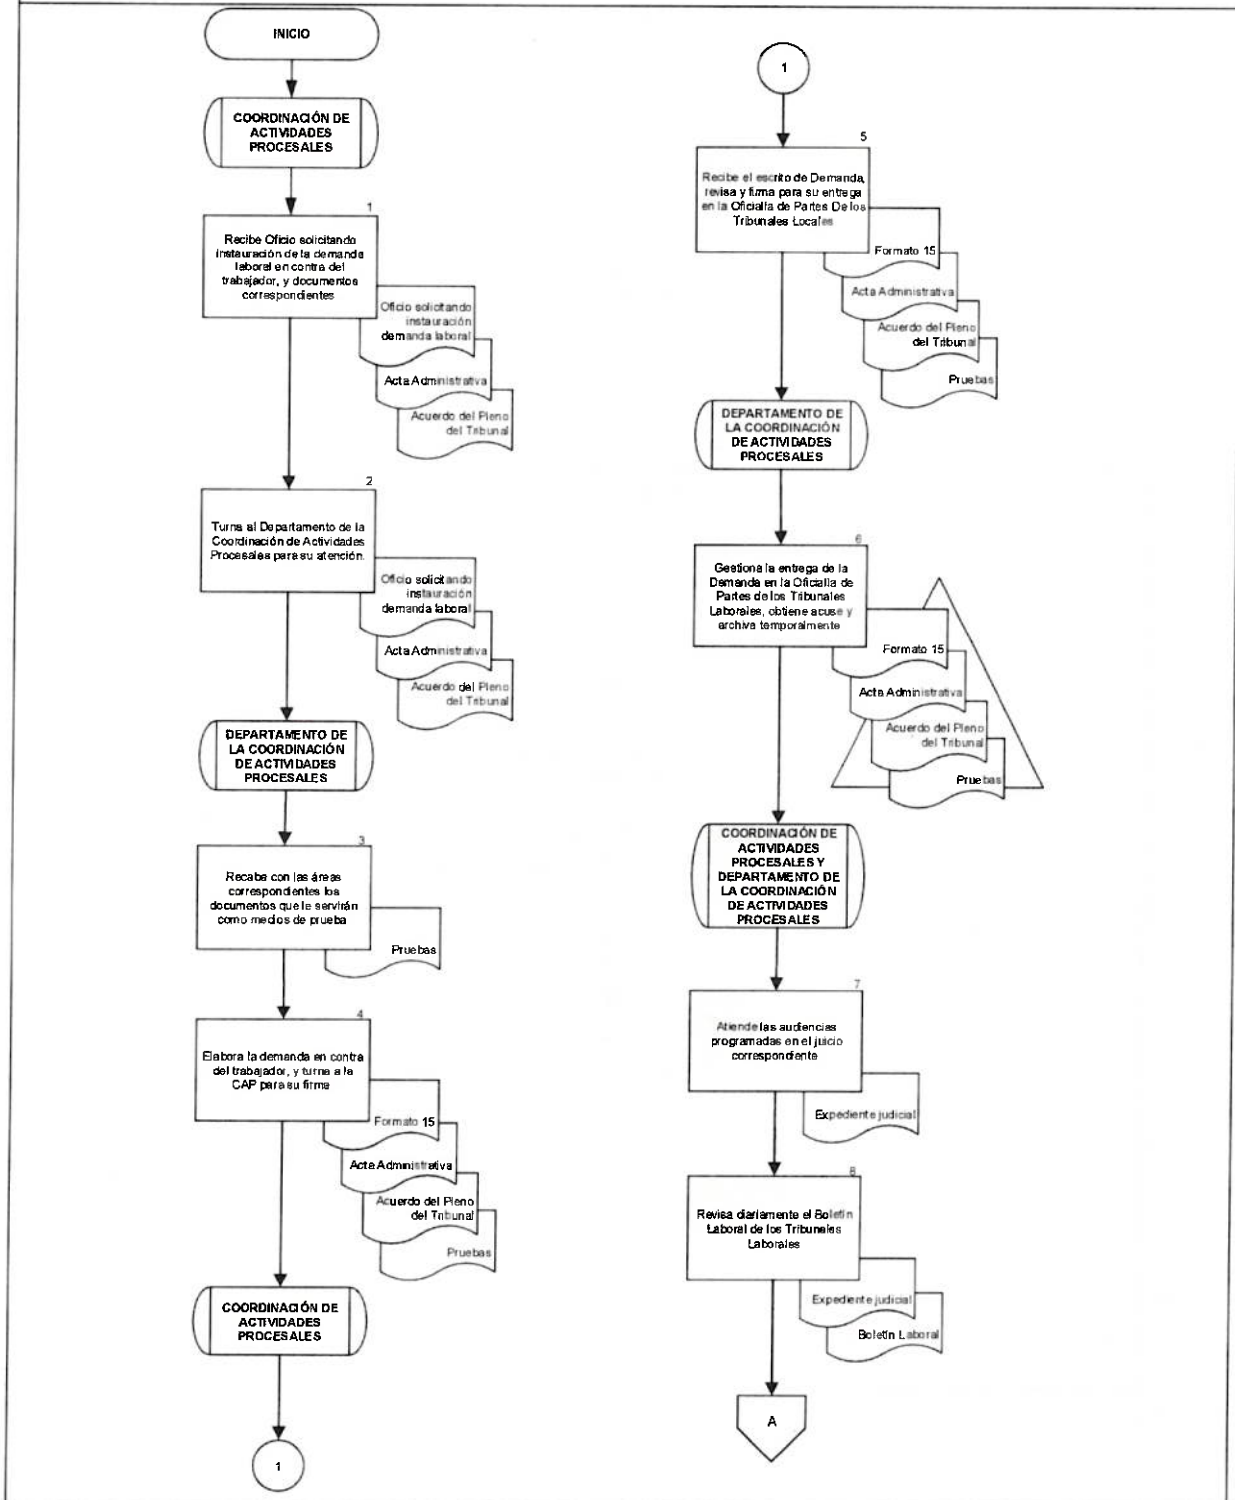 INICIO
COORDINACIÓN DE
ACTIVIDADES
PROCESALES
1
Recibe Oficio solicitando
instauración de la demanda
laboral en contra del
trabajador, y documentos
correspondientes
Oficio solicitando
instauración
demanda laboral
Acta Administrativa
Acuerdo del Pleno
del Tribunal
2
Turna al Departamento de la
Coordinación de Actividades
Procesales para su atención.
Oficio solicitando
instauración
demanda laboral
Acta Administrativa
Acuerdo del Pleno
del Tribunal
DEPARTAMENTO DE
LA COORDINACIÓN
DE ACTIVIDADES
PROCESALES
3
Recaba con las áreas
correspondientes los
documentos que le servirán
como medios de prueba
Pruebas
4
Elabora la demanda en contra
del trabajador, y turna a la
CAP para su firma
Formato 15
Acta Administrativa
Acuerdo del Pleno
del Tribunal
Pruebas
COORDINACIÓN DE
ACTIVIDADES
PROCESALES
1
1
5
Recibe el escrito de Demanda,
revisa y firma para su entrega
en la Oficialía de Partes De los
Tribunales Locales
Formato 15
Acta Administrativa
Acuerdo del Pleno
del Tribunal
Pruebas
DEPARTAMENTO DE
LA COORDINACIÓN
DE ACTIVIDADES
PROCESALES
6
Gestiona la entrega de la
Demanda en la Oficialía de
Partes de los Tribunales
Laborales, obtiene acuse y
archiva temporalmente
Formato 15
Acta Administrativa
Acuerdo del Pleno
del Tribunal
Pruebas
COORDINACIÓN DE
ACTIVIDADES
PROCESALES Y
DEPARTAMENTO DE
LA COORDINACIÓN
DE ACTIVIDADES
PROCESALES
7
Atiende las audiencias
programadas en el juicio
correspondiente
Expediente judicial
8
Revisa diariamente el Boletín
Laboral de los Tribunales
Laborales
Expediente judicial
Boletín Laboral
A